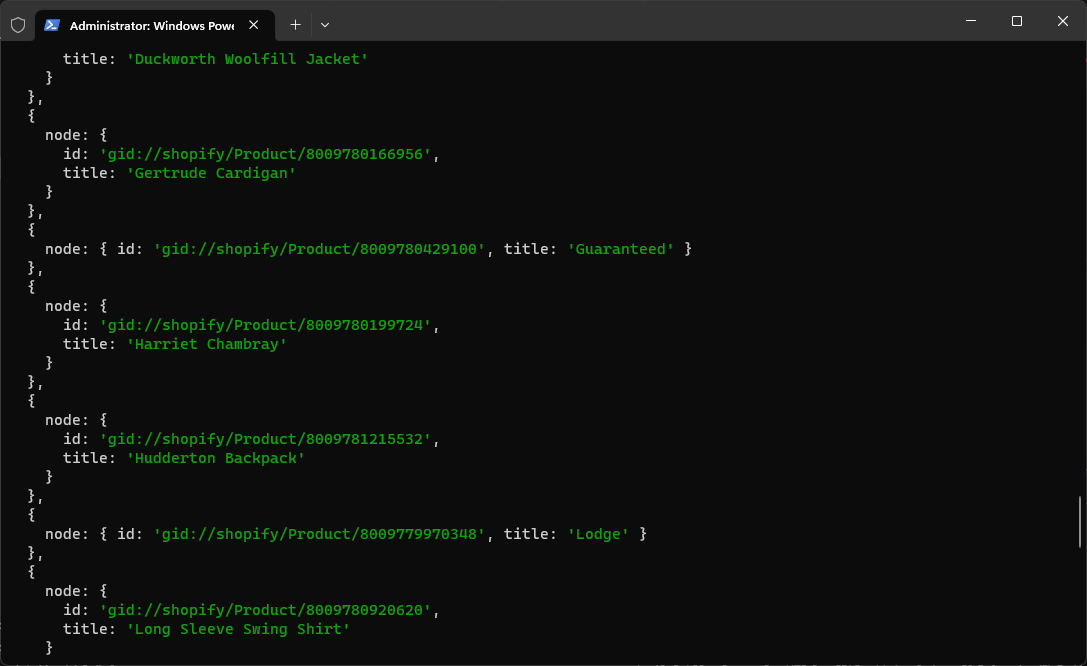 Administrator: Windows Powe
title: 'Duckworth Woolfill Jacket'
}
},
{
node: {
id: 'gid://shopify/Product/8009780166956',
title: 'Gertrude Cardigan'
}
},
{
node: { id: 'gid://shopify/Product/8009780429100', title: 'Guaranteed' }
},
{
node: {
id: 'gid://shopify/Product/8009780199724',
title: 'Harriet Chambray'
}
},
{
node: {
id: 'gid://shopify/Product/8009781215532',
title: 'Hudderton Backpack'
}
},
{
node: { id: 'gid://shopify/Product/8009779970348', title: 'Lodge' }
},
{
node: {
id: 'gid://shopify/Product/8009780920620',
title: 'Long Sleeve Swing Shirt'
}